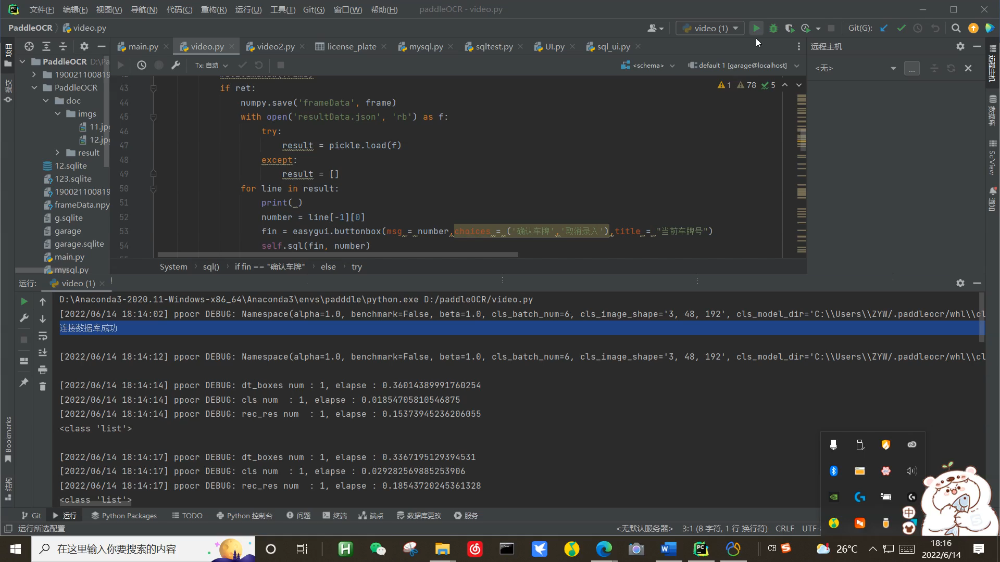 文件(F) 编辑(E) 视图(V) 导航(N) 代码(C) 重构(R) 运行(U) 工具(T) Git(G) 窗口(W) 帮助(H) paddleOCR - video.py
PaddleOCR video.py video (1) Git(G):
项目 main.py video.py video2.py license_plate mysql.py sqltest.py UI.py sql_ui.py 远程主机
PaddleOCR D:\Pa Tx: 自动 <schema> default 1 [garage@localhost] <无> ...
190021100819
PaddleOCR
doc
imgs
11.jp
12.jp
result
12.sqlite
123.sqlite
190021100819
frameData.npy
g.sqlite
garage
garage.sqlite
main.py
mysql.py
1 78 5
43 if ret:
44 numpy.save('frameData', frame)
45 with open('resultData.json', 'rb') as f:
46 try:
47 result = pickle.load(f)
48 except:
49 result = []
50 for line in result:
51 print( )
52 number = line[-1][0]
53 fin = easygui.buttonbox(msg = number,choices = ('确认车牌','取消录入'),title = "当前车牌号")
54 self.sql(fin, number)
System sql() if fin == "确认车牌" else try
提交
远程主机
数据库
SciView
通知
运行: video (1)
D:\Anaconda3-2020.11-Windows-x86_64\Anaconda3\envs\padddle\python.exe D:/paddleOCR/video.py
[2022/06/14 18:14:02] ppocr DEBUG: Namespace(alpha=1.0, benchmark=False, beta=1.0, cls_batch_num=6, cls_image_shape='3, 48, 192', cls_model_dir='C:\\Users\\ZYW/.paddleocr/whl\\cl
连接数据库成功
[2022/06/14 18:14:12] ppocr DEBUG: Namespace(alpha=1.0, benchmark=False, beta=1.0, cls_batch_num=6, cls_image_shape='3, 48, 192', cls_model_dir='C:\\Users\\ZYW/.paddleocr/whl\\cl
[2022/06/14 18:14:14] ppocr DEBUG: dt_boxes num : 1, elapse : 0.36014389991760254
[2022/06/14 18:14:14] ppocr DEBUG: cls num  : 1, elapse : 0.01854705810546875
[2022/06/14 18:14:14] ppocr DEBUG: rec_res num  : 1, elapse : 0.15373945236206055
<class 'list'>
[2022/06/14 18:14:17] ppocr DEBUG: dt_boxes num : 1, elapse : 0.3367195129394531
[2022/06/14 18:14:17] ppocr DEBUG: cls num  : 1, elapse : 0.029282569885253906
[2022/06/14 18:14:17] ppocr DEBUG: rec_res num  : 1, elapse : 0.18543720245361328
<class 'list'>
Bookmarks
结构
Git 运行 Python Packages TODO Python 控制台 问题 终端 端点 数据库更改 服务
运行所选配置 <无默认服务器> 3:1 (8 字符, 1 行 换行符) CRLF UTF-
中
在这里输入你要搜索的内容 CH 26°C 18:16
2022/6/14